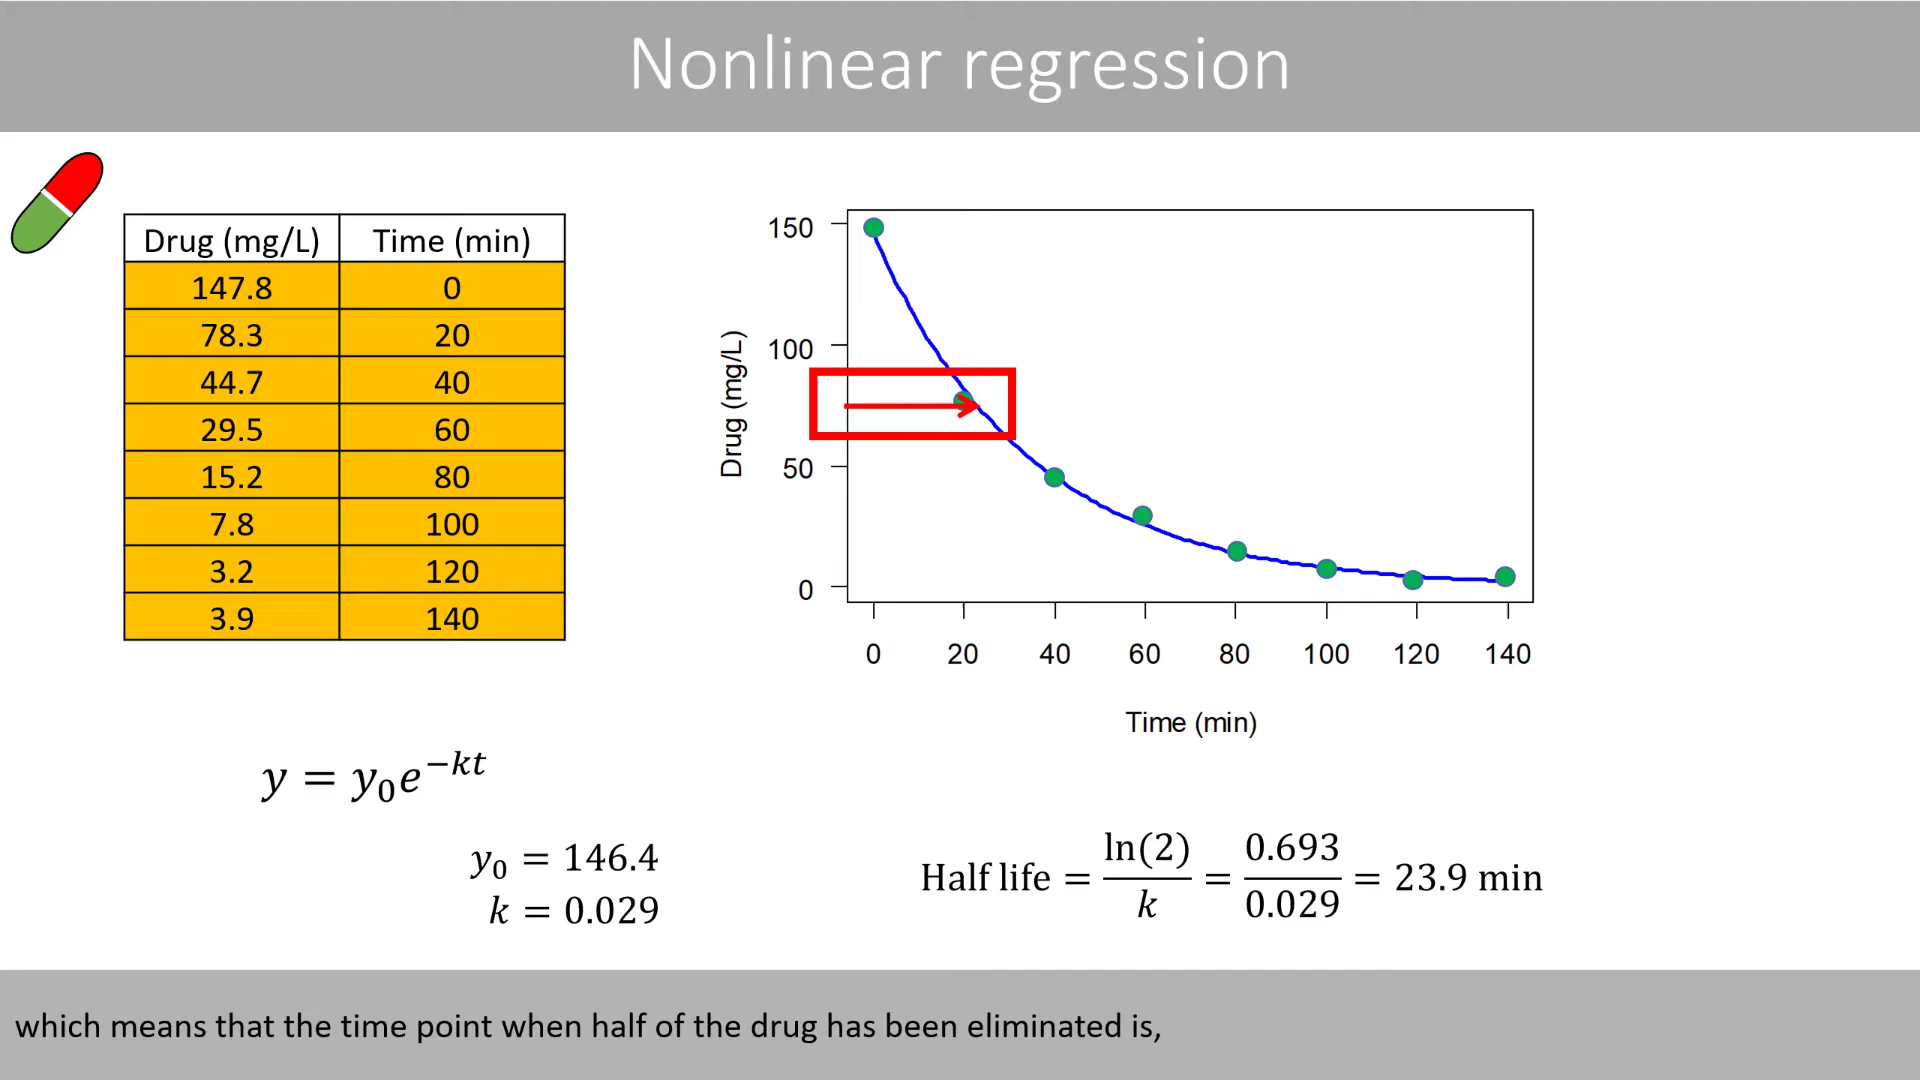 Nonlinear regression
Drug (mg/L) Time (min)
147.8 0
78.3 20
44.7 40
29.5 60
15.2 80
7.8 100
3.2 120
3.9 140
150
100
50
0
Drug (mg/L)
0 20 40 60 80 100 120 140
Time (min)
y = y₀e^{−kt}
y₀ = 146.4
k = 0.029
Half life = ln(2)/k = 0.693/0.029 = 23.9 min
which means that the time point when half of the drug has been eliminated is,